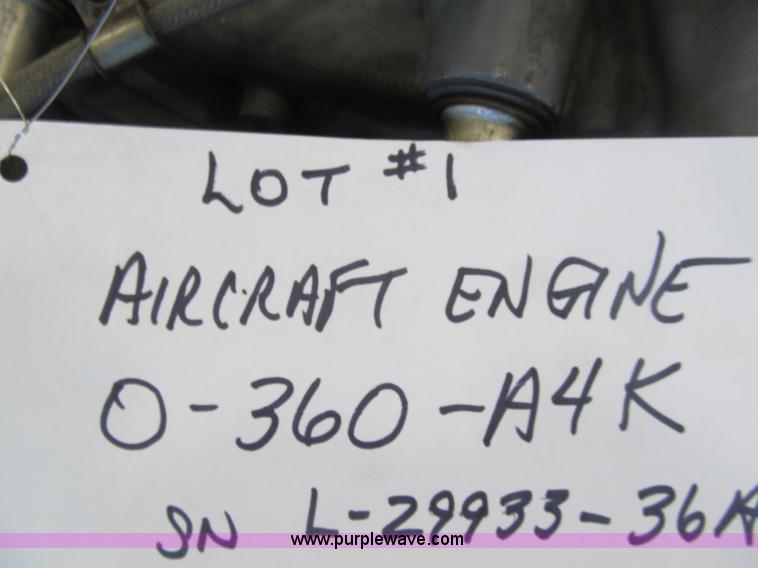 LOT #1
AIRCRAFT ENGINE
O-360-A4K
SN L-29933-36A
www.purplewave.com